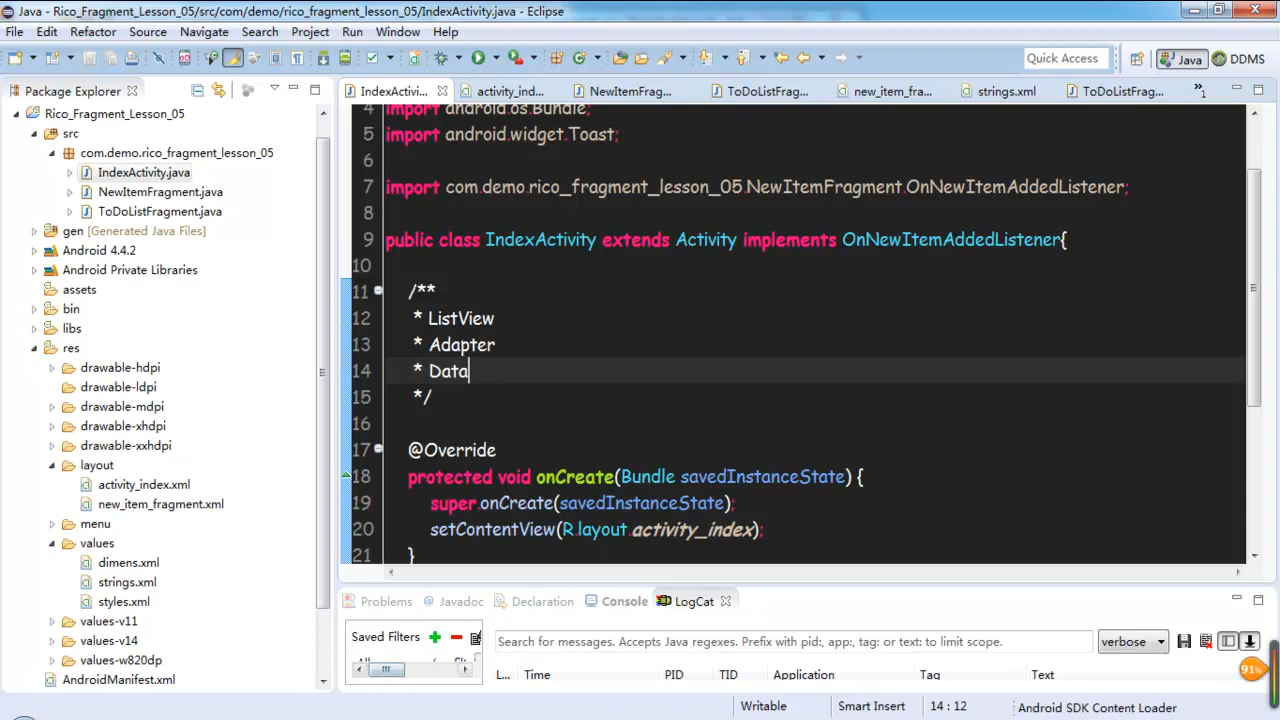 Java - Rico_Fragment_Lesson_05/src/com/demo/rico_fragment_lesson_05/IndexActivity.java - Eclipse
File Edit Refactor Source Navigate Search Project Run Window Help
Quick Access
Java
DDMS
Package Explorer
Rico_Fragment_Lesson_05
src
com.demo.rico_fragment_lesson_05
IndexActivity.java
NewItemFragment.java
ToDoListFragment.java
gen [Generated Java Files]
Android 4.4.2
Android Private Libraries
assets
bin
libs
res
drawable-hdpi
drawable-ldpi
drawable-mdpi
drawable-xhdpi
drawable-xxhdpi
layout
activity_index.xml
new_item_fragment.xml
menu
values
dimens.xml
strings.xml
styles.xml
values-v11
values-v14
values-w820dp
AndroidManifest.xml
IndexActivi... activity_ind... NewItemFrag... ToDoListFrag... new_item_fra... strings.xml ToDoListFrag... »1
4 import android.os.Bundle;
5 import android.widget.Toast;
6
7 import com.demo.rico_fragment_lesson_05.NewItemFragment.OnNewItemAddedListener;
8
9 public class IndexActivity extends Activity implements OnNewItemAddedListener{
10
11 /**
12 * ListView
13 * Adapter
14 * Data
15 */
16
17 @Override
18 protected void onCreate(Bundle savedInstanceState) {
19 super.onCreate(savedInstanceState);
20 setContentView(R.layout.activity_index);
21 }
Problems Javadoc Declaration Console LogCat
Saved Filters
Search for messages. Accepts Java regexes. Prefix with pid:, app:, tag: or text: to limit scope.
verbose
L... Time PID TID Application Tag Text
91%
Writable Smart Insert 14 : 12 Android SDK Content Loader